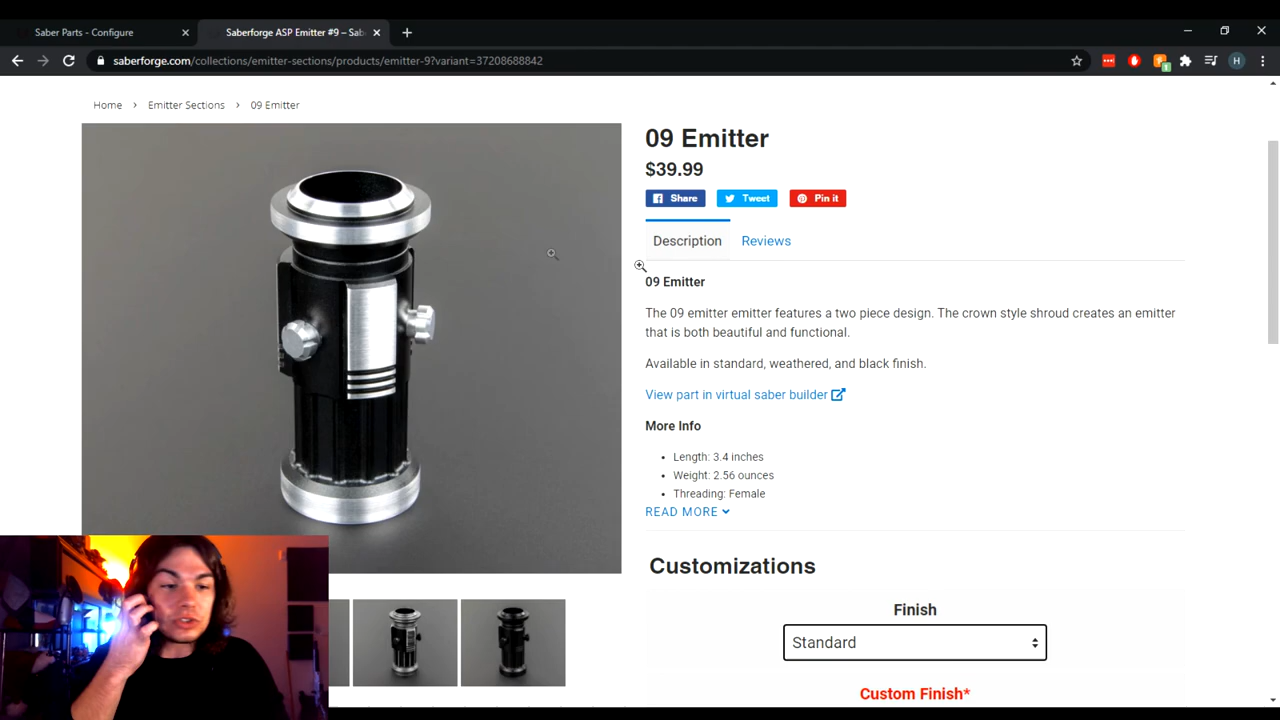 Saber Parts - Configure
Saberforge ASP Emitter #9 – Sab
saberforge.com/collections/emitter-sections/products/emitter-9?variant=37208688842
1
H
Home › Emitter Sections › 09 Emitter
09 Emitter
$39.99
Share Tweet Pin it
Description Reviews
09 Emitter
The 09 emitter emitter features a two piece design. The crown style shroud creates an emitter
that is both beautiful and functional.
Available in standard, weathered, and black finish.
View part in virtual saber builder
More Info
• Length: 3.4 inches
• Weight: 2.56 ounces
• Threading: Female
READ MORE
Customizations
Finish
Standard
Custom Finish*